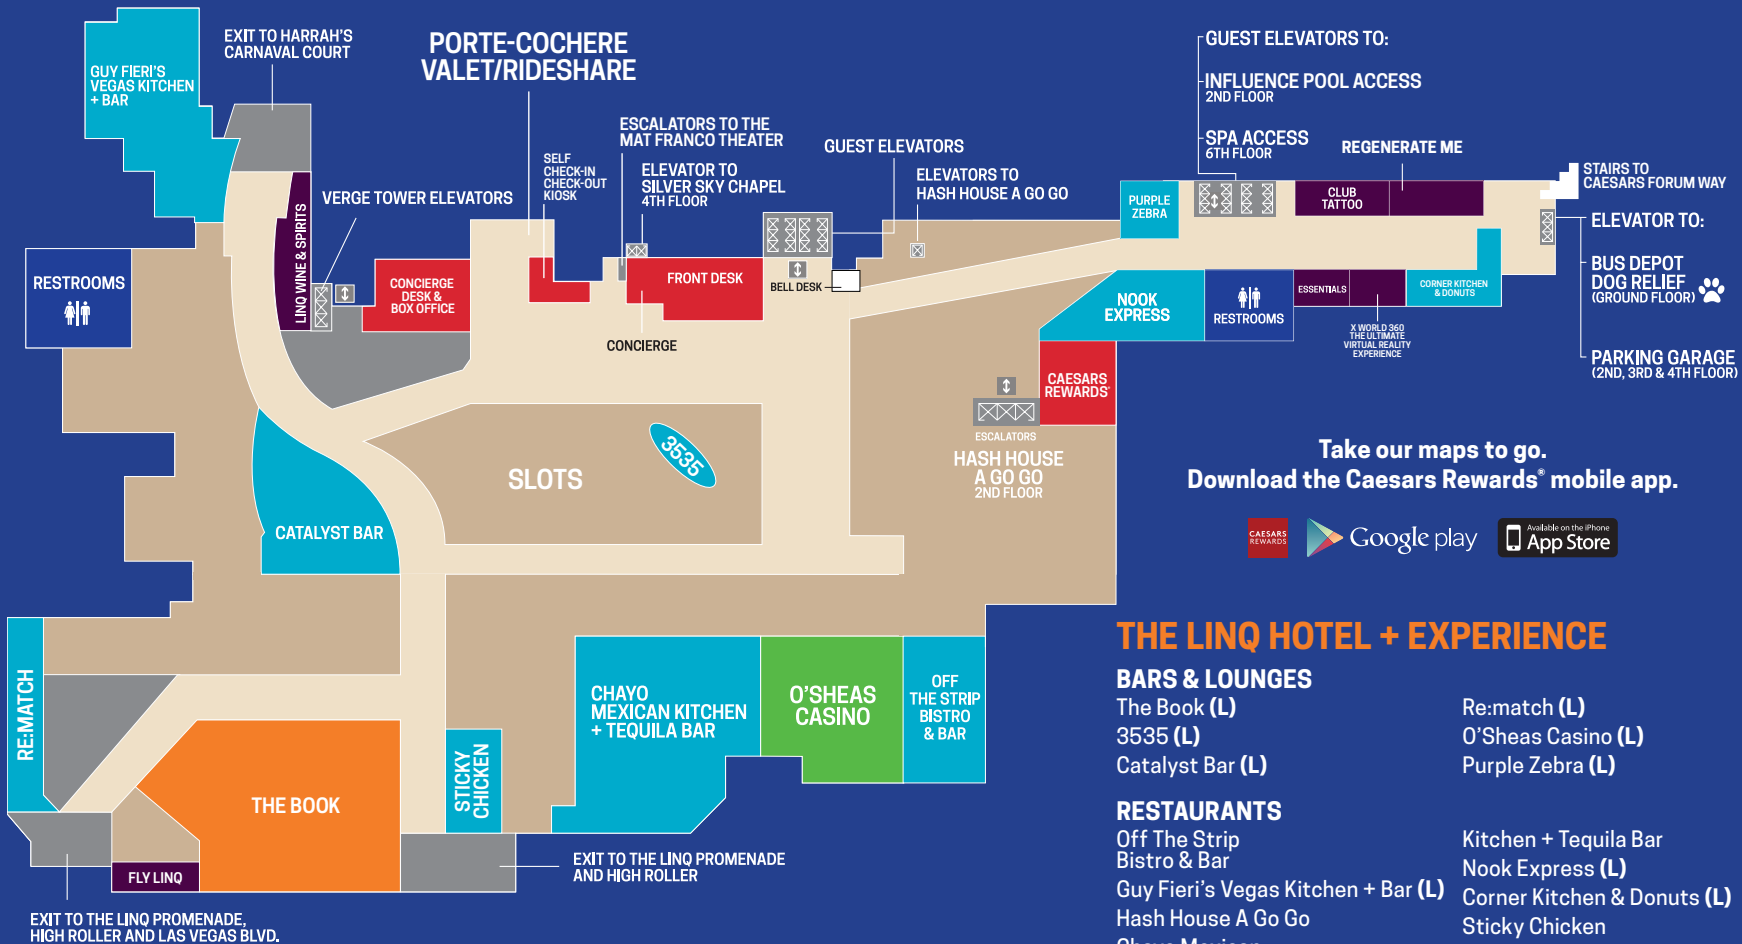 EXIT TO HARRAH'S
CARNAVAL COURT
PORTE-COCHERE
VALET/RIDESHARE
GUEST ELEVATORS TO:
INFLUENCE POOL ACCESS
2ND FLOOR
SPA ACCESS
6TH FLOOR
GUY FIERI'S
VEGAS KITCHEN
+ BAR
ESCALATORS TO THE
MAT FRANCO THEATER
GUEST ELEVATORS
REGENERATE ME
SELF
CHECK-IN
CHECK-OUT
KIOSK
ELEVATOR TO
SILVER SKY CHAPEL
4TH FLOOR
ELEVATORS TO
HASH HOUSE A GO GO
STAIRS TO
CAESARS FORUM WAY
VERGE TOWER ELEVATORS
LINQ WINE & SPIRITS
PURPLE
ZEBRA
CLUB
TATTOO
ELEVATOR TO:
BUS DEPOT
DOG RELIEF
(GROUND FLOOR)
PARKING GARAGE
(2ND, 3RD & 4TH FLOOR)
RESTROOMS
CONCIERGE
DESK &
BOX OFFICE
FRONT DESK
BELL DESK
CONCIERGE
NOOK
EXPRESS
RESTROOMS
ESSENTIALS
CORNER KITCHEN
& DONUTS
X WORLD 360
THE ULTIMATE
VIRTUAL REALITY
EXPERIENCE
CAESARS
REWARDS®
ESCALATORS
HASH HOUSE
A GO GO
2ND FLOOR
SLOTS
3535
CATALYST BAR
Take our maps to go.
Download the Caesars Rewards® mobile app.
CAESARS
REWARDS
Google play
Available on the iPhone
App Store
RE:MATCH
THE BOOK
FLY LINQ
STICKY
CHICKEN
CHAYO
MEXICAN KITCHEN
+ TEQUILA BAR
O'SHEAS
CASINO
OFF
THE STRIP
BISTRO
& BAR
EXIT TO THE LINQ PROMENADE
AND HIGH ROLLER
EXIT TO THE LINQ PROMENADE,
HIGH ROLLER AND LAS VEGAS BLVD.
THE LINQ HOTEL + EXPERIENCE
BARS & LOUNGES
The Book (L)
3535 (L)
Catalyst Bar (L)
Re:match (L)
O'Sheas Casino (L)
Purple Zebra (L)
RESTAURANTS
Off The Strip
Bistro & Bar
Guy Fieri's Vegas Kitchen + Bar (L)
Hash House A Go Go
Chayo Mexican
Kitchen + Tequila Bar
Nook Express (L)
Corner Kitchen & Donuts (L)
Sticky Chicken